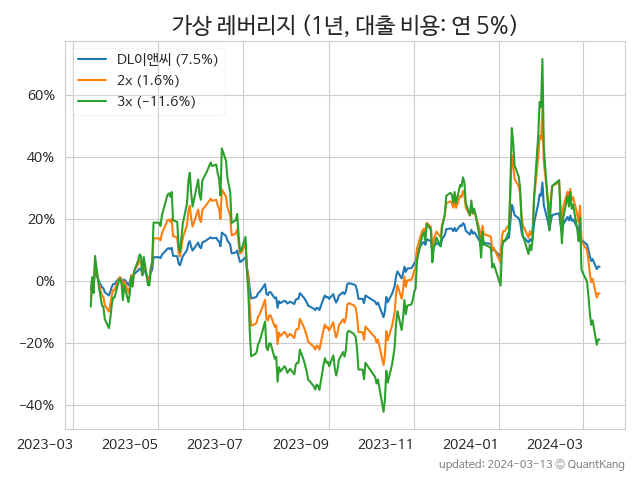 가상 레버리지 (1년, 대출 비용: 연 5%)
DL이앤씨 (7.5%)
2x (1.6%)
3x (−11.6%)
60%
40%
20%
0%
−20%
−40%
2023-03 2023-05 2023-07 2023-09 2023-11 2024-01 2024-03
updated: 2024-03-13 © QuantKang